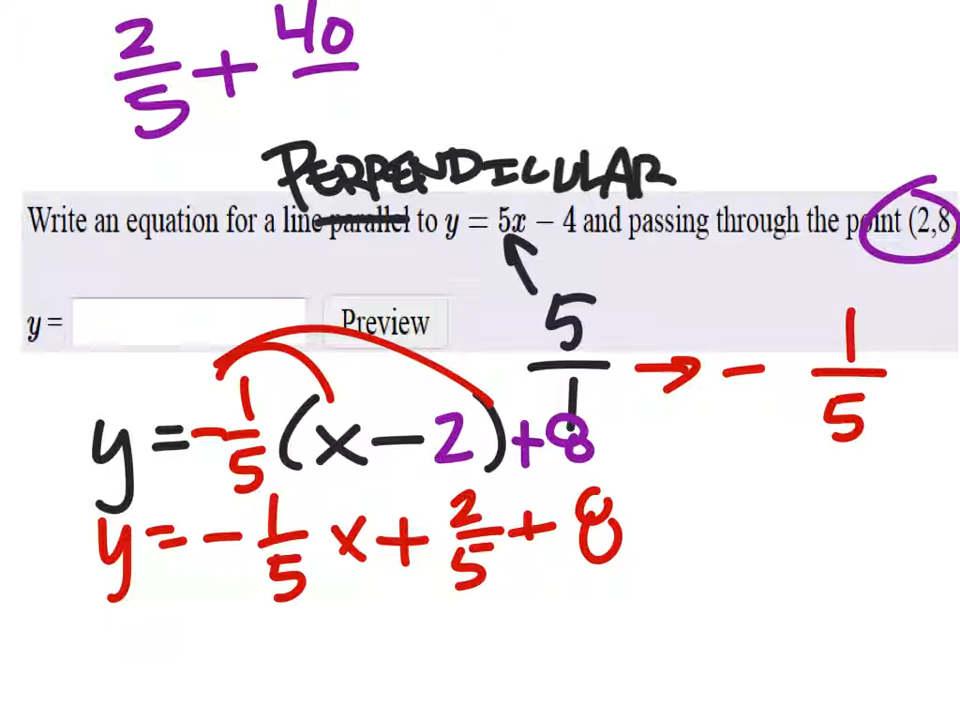 2/5 + 40/
PERPENDICULAR
Write an equation for a line parallel to y = 5x − 4 and passing through the point (2,8)
y =
Preview
5/1 → - 1/5
y = -1/5 (x - 2) + 8
y = - 1/5 x + 2/5 + 8